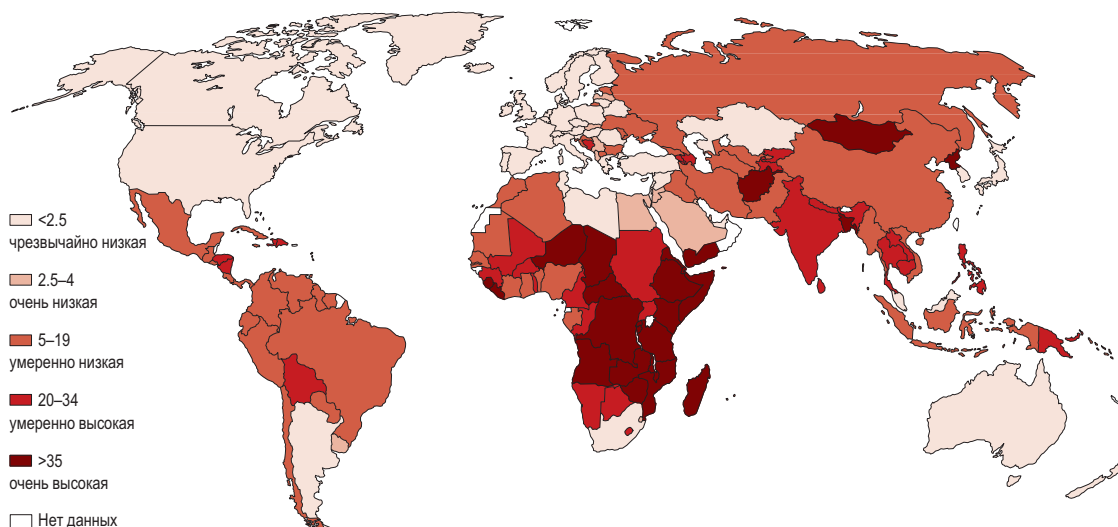 <2.5
чрезвычайно низкая
2.5–4
очень низкая
5–19
умеренно низкая
20–34
умеренно высокая
>35
очень высокая
Нет данных